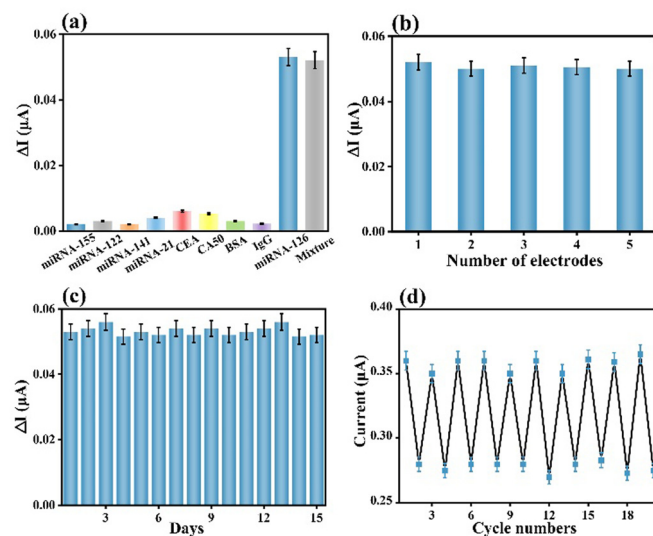 (a)
0.06
0.04
0.02
0.00
ΔI (μA)
miRNA-155
miRNA-122
miRNA-141
miRNA-21
CEA
CA50
BSA
IgG
miRNA-126
Mixture
(b)
0.06
0.04
0.02
0.00
ΔI (μA)
1 2 3 4 5
Number of electrodes
(c)
0.06
0.04
0.02
0.00
ΔI (μA)
3 6 9 12 15
Days
(d)
0.40
0.35
0.30
0.25
Current (μA)
3 6 9 12 15 18
Cycle numbers